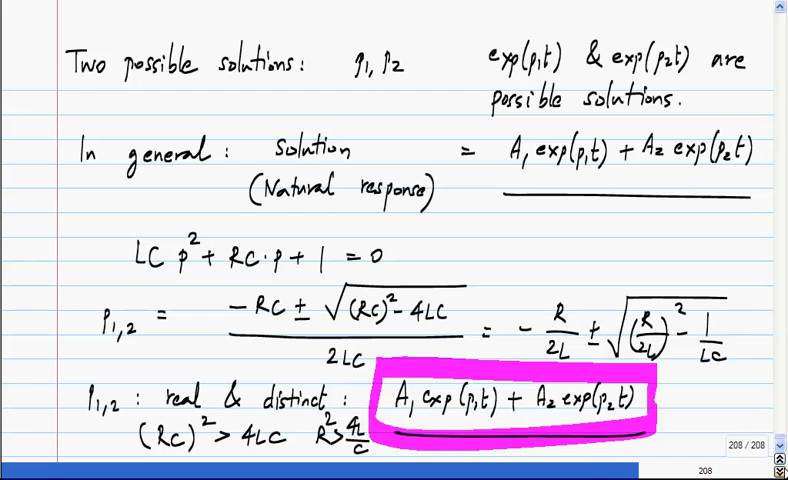 Two possible solutions: p1, p2 exp(p1t) & exp(p2t) are
possible solutions.
In general: solution = A1 exp(p1t) + A2 exp(p2t)
(Natural response)
LC p² + RC·p + 1 = 0
p1,2 = (-RC ± √((RC)² - 4LC)) / 2LC = - R/2L ± √((R/2L)² - 1/LC)
p1,2 : real & distinct: A1 exp(p1t) + A2 exp(p2t)
(RC)² > 4LC R² > 4L/C
208 / 208
208